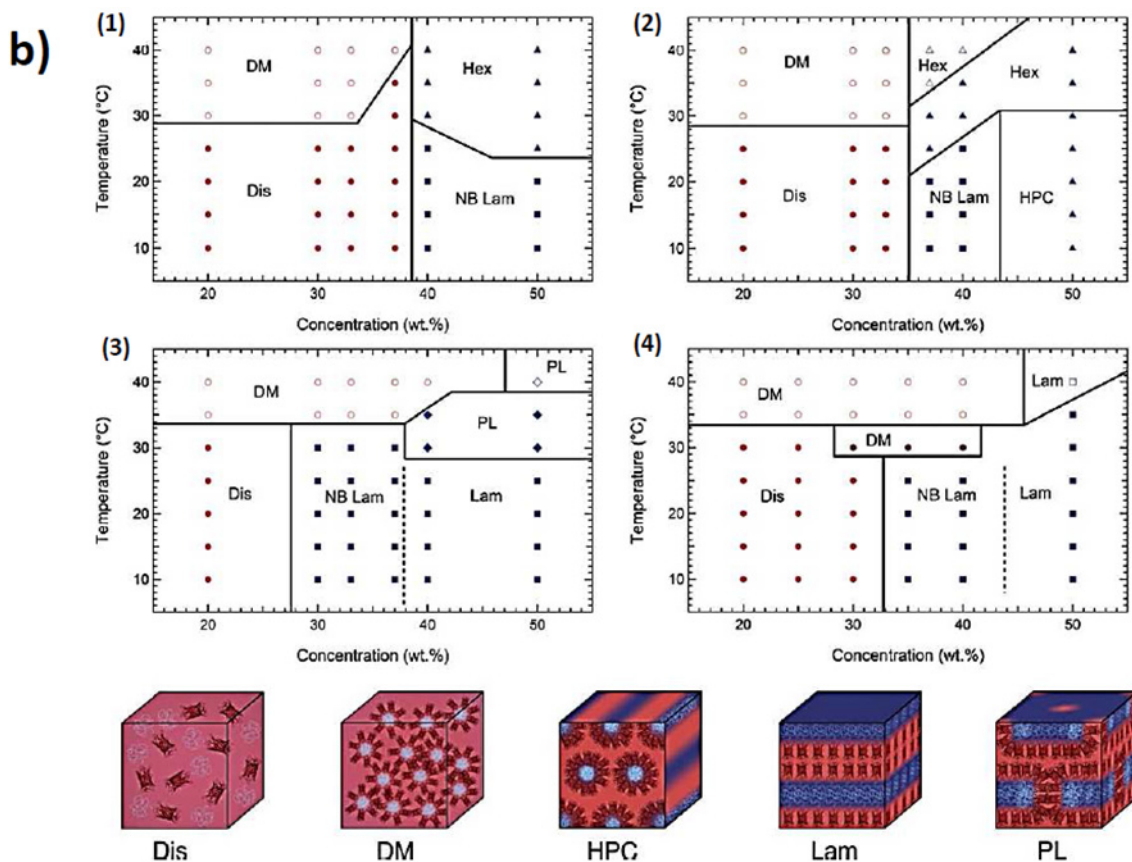 b)
(1)
40
30
20
10
Temperature (°C)
DM
Hex
Dis
NB Lam
20
30
40
50
Concentration (wt.%)
(2)
40
30
20
10
Temperature (°C)
DM
Hex
Hex
Dis
NB Lam
HPC
20
30
40
50
Concentration (wt.%)
(3)
40
30
20
10
Temperature (°C)
PL
DM
PL
Dis
NB Lam
Lam
20
30
40
50
Concentration (wt.%)
(4)
40
30
20
10
Temperature (°C)
DM
Lam
DM
Dis
NB Lam
Lam
20
30
40
50
Concentration (wt.%)
Dis
DM
HPC
Lam
PL